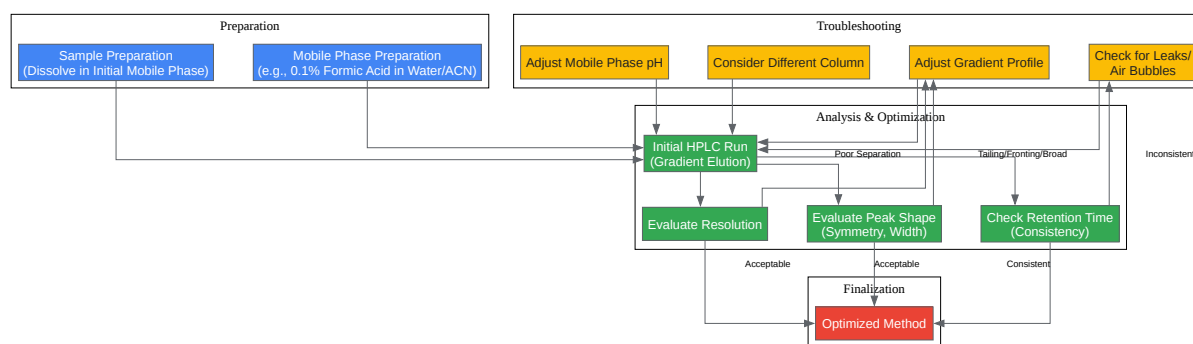 Preparation
Sample Preparation
(Dissolve in Initial Mobile Phase)
Mobile Phase Preparation
(e.g., 0.1% Formic Acid in Water/ACN)
Troubleshooting
Adjust Mobile Phase pH
Consider Different Column
Adjust Gradient Profile
Check for Leaks/
Air Bubbles
Analysis & Optimization
Initial HPLC Run
(Gradient Elution)
Poor Separation
Tailing/Fronting/Broad
Inconsistent
Evaluate Resolution
Evaluate Peak Shape
(Symmetry, Width)
Check Retention Time
(Consistency)
Acceptable
Acceptable
Consistent
Finalization
Optimized Method